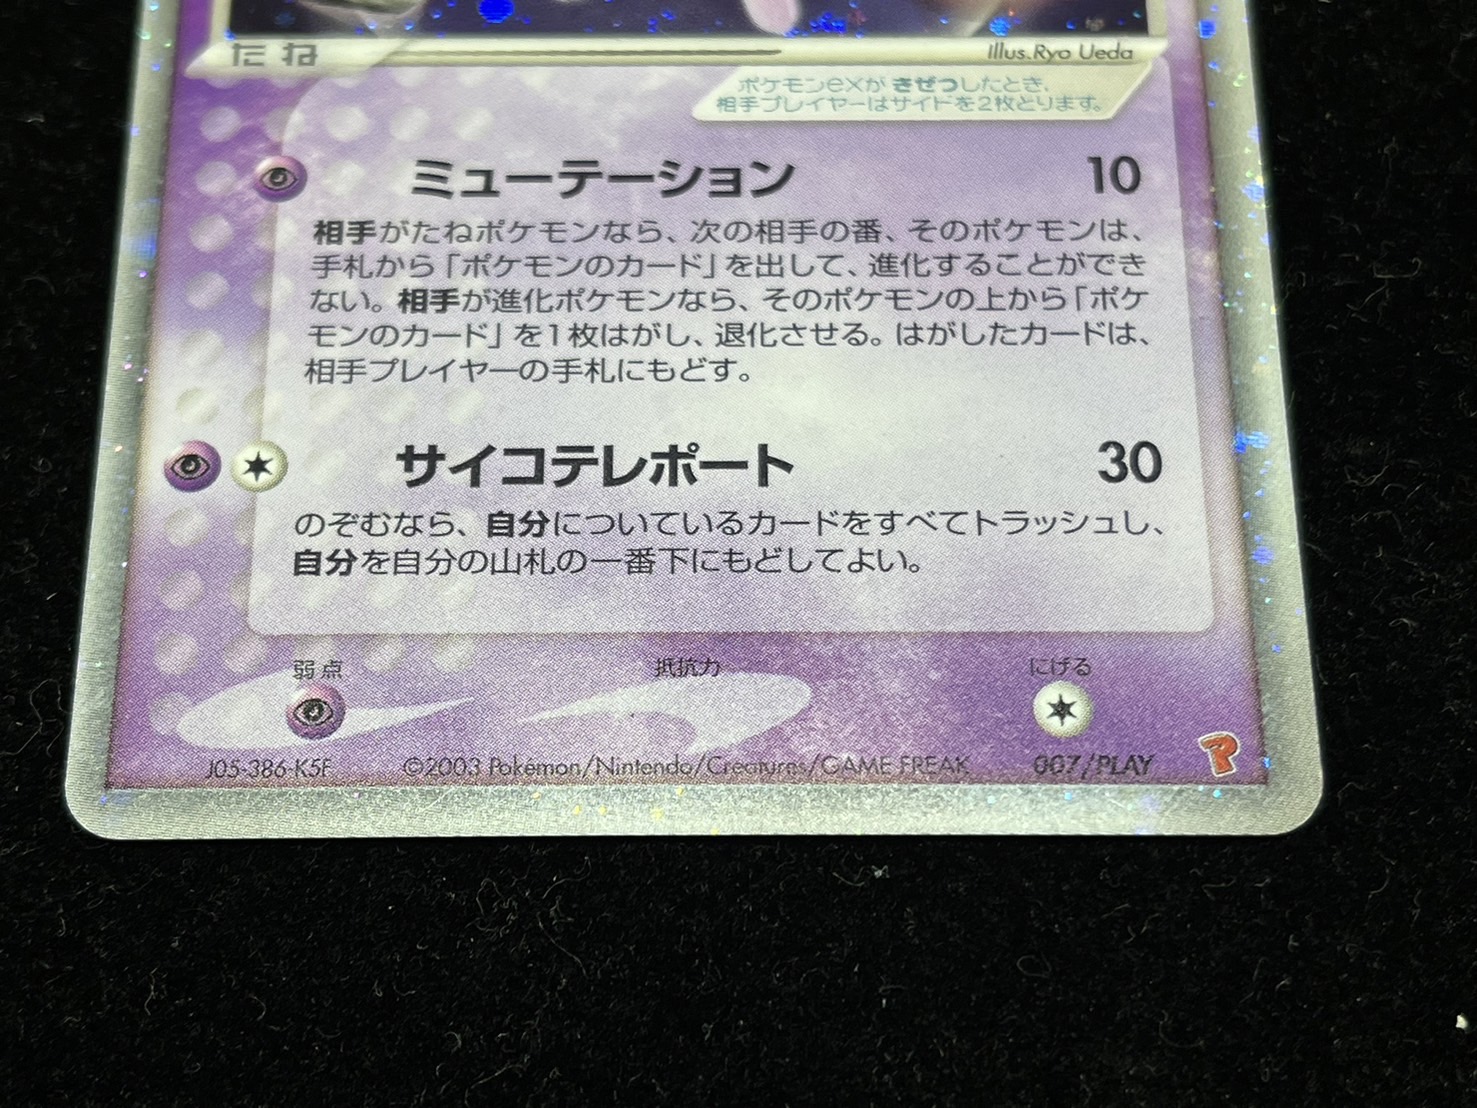 たね
Illus.Ryo Ueda
ポケモンexが きぜつしたとき、
相手プレイヤーはサイドを2枚とります。
ミューテーション 10
相手がたねポケモンなら、次の相手の番、そのポケモンは、
手札から「ポケモンのカード」を出して、進化することができ
ない。相手が進化ポケモンなら、そのポケモンの上から「ポケ
モンのカード」を1枚はがし、退化させる。はがしたカードは、
相手プレイヤーの手札にもどす。
サイコテレポート 30
のぞむなら、自分についているカードをすべてトラッシュし、
自分を自分の山札の一番下にもどしてよい。
弱点 抵抗力 にげる
J05-386-K5F ©2003 Pokémon/Nintendo/Creatures/GAME FREAK 007/PLAY P